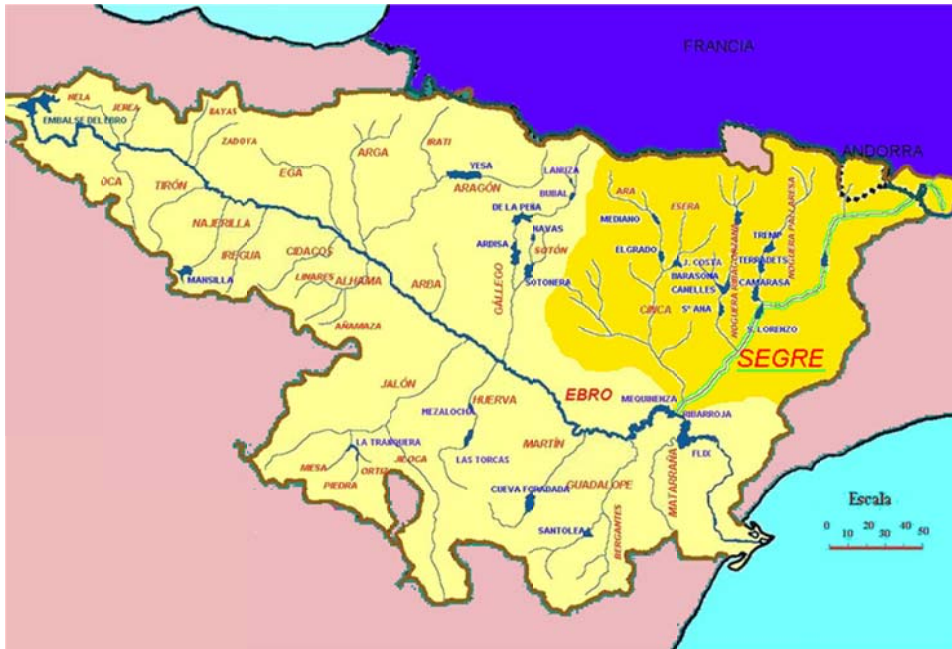 FRANCIA
ANDORRA
NELA
JEREA
BAYAS
EMBALSE DEL EBRO
ZADOYA
ARGA
IRATI
EGA
YESA
LANUZA
OCA
TIRÓN
ARAGÓN
BUBAL
ARA
ESERA
NOGUERA PALLARESA
DE LA PEÑA
MEDIANO
NAJERILLA
NAVAS
NOGUERA RIBAGORZANA
TREMP
ARDISA
SOTÓN
EL GRADO
IREGUA
CIDACOS
J. COSTA
TERRADETS
MANSILLA
LINARES
ALHAMA
ARBA
SOTONERA
BARASONA
CAMARASA
GÁLLEGO
CANELLES
CINCA
Sª ANA
AÑAMAZA
S. LORENZO
SEGRE
JALÓN
HUERVA
EBRO
MEQUINENZA
MEZALOCHA
RIBARROJA
LA TRANQUERA
MARTÍN
FLIX
MESA
ORTIZ
JILOCA
LAS TORCAS
PIEDRA
CUEVA FORADADA
GUADALOPE
MATARRAÑA
SANTOLEA
BERGANTES
Escala
0 10 20 30 40 50